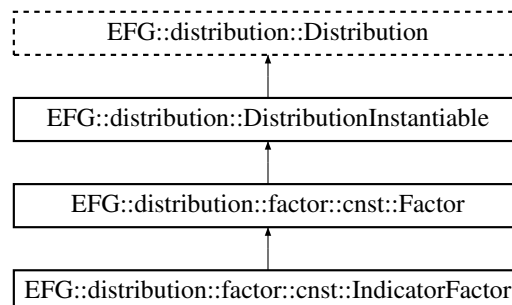 EFG::distribution::Distribution
EFG::distribution::DistributionInstantiable
EFG::distribution::factor::cnst::Factor
EFG::distribution::factor::cnst::IndicatorFactor